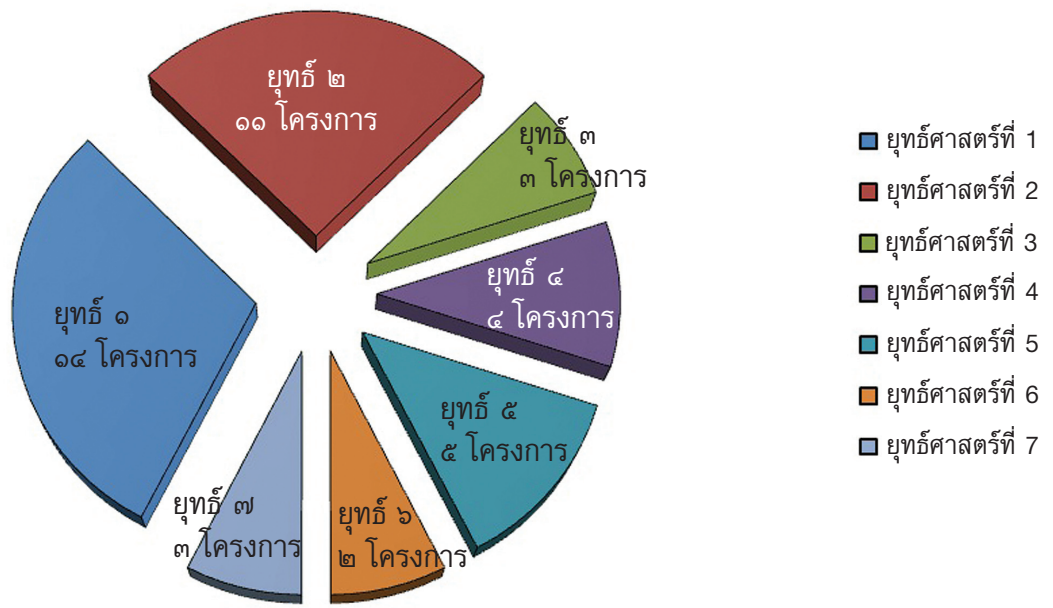 ยุทธ์ ๒
๑๑ โครงการ
ยุทธ์ ๓
๓ โครงการ
ยุทธ์ ๔
๔ โครงการ
ยุทธ์ ๑
๑๔ โครงการ
ยุทธ์ ๕
๕ โครงการ
ยุทธ์ ๗
๓ โครงการ
ยุทธ์ ๖
๒ โครงการ
ยุทธ์ศาสตร์ที่ 1
ยุทธ์ศาสตร์ที่ 2
ยุทธ์ศาสตร์ที่ 3
ยุทธ์ศาสตร์ที่ 4
ยุทธ์ศาสตร์ที่ 5
ยุทธ์ศาสตร์ที่ 6
ยุทธ์ศาสตร์ที่ 7